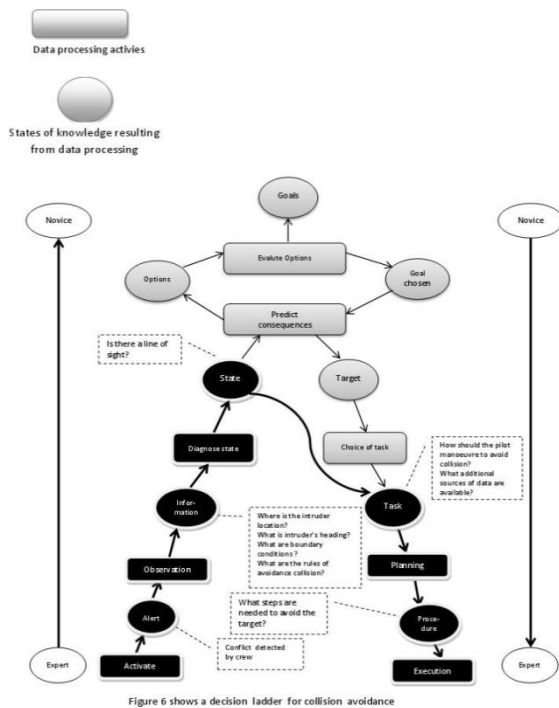 Data processing activies
States of knowledge resulting
from data processing
Goals
Novice
Novice
Evalute Options
Options
Goal
chosen
Predict
consequences
Is there a line of
sight?
State
Target
Diagnose state
Choice of task
How should the pilot
manoeuvre to avoid
collision?
What additional
sources of data are
available?
Infor-
mation
Where is the intruder
location?
What is intruder's heading?
What are boundary
conditions ?
What are the rules of
avoidance collision?
Task
Observation
Planning
What steps are
needed to avoid the
target?
Alert
Proce-
dure
Conflict detected
by crew
Expert
Activate
Execution
Expert
Figure 6 shows a decision ladder for collision avoidance